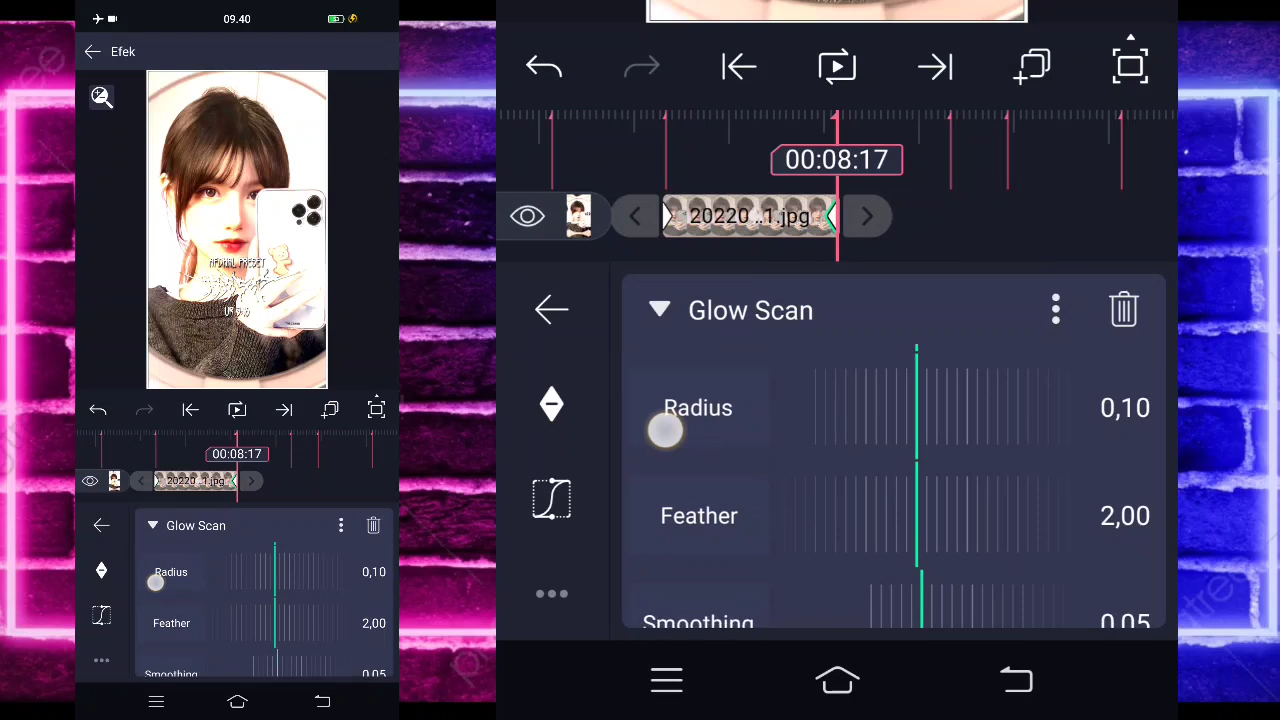 09.40
Efek
00:08:17
20220...1.jpg
Glow Scan
Radius
0,10
Feather
2,00
Smoothing
0,05
00:08:17
20220...1.jpg
Glow Scan
Radius
0,10
Feather
2,00
Smoothing
0,05